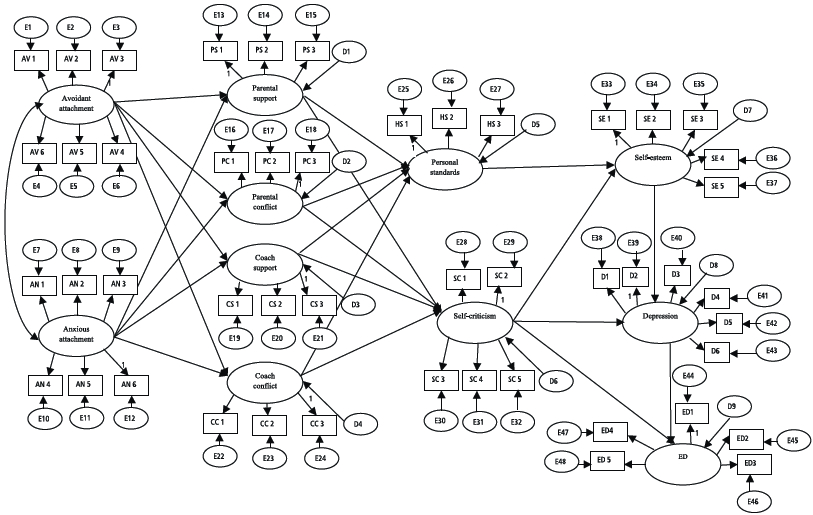 E13 E14 E15
E1 E2 E3
PS 1 PS 2 PS 3
D1
AV 1 AV 2 AV 3
1
1
Avoidant
attachment
Parental
support
E25 E26 E27
E33 E34 E35
HS 1 HS 2 HS 3
D5
1
SE 1 SE 2 SE 3
D7
1
E16 E17 E18
AV 6 AV 5 AV 4
PC 1 PC 2 PC 3
D2
1
Personal
standards
Self-esteem
SE 4 E36
SE 5 E37
E4 E5 E6
Parental
conflict
E7 E8 E9
Coach
support
E28 E29
E38 E39 E40
AN 1 AN 2 AN 3
SC 1 SC 2
1
D1 D2 D3
D8
1
CS 1 CS 2 CS 3
1
D3
D4 E41
Anxious
attachment
Self-criticism
Depression
D5 E42
E19 E20 E21
D6 E43
1
AN 4 AN 5 AN 6
Coach
conflict
SC 3 SC 4 SC 5
D6
E44
E10 E11 E12
1
CC 1 CC 2 CC 3
D4
E30 E31 E32
ED1
D9
1
E47 ED4
ED2 E45
E22 E23 E24
E48 ED 5
ED
ED3
E46